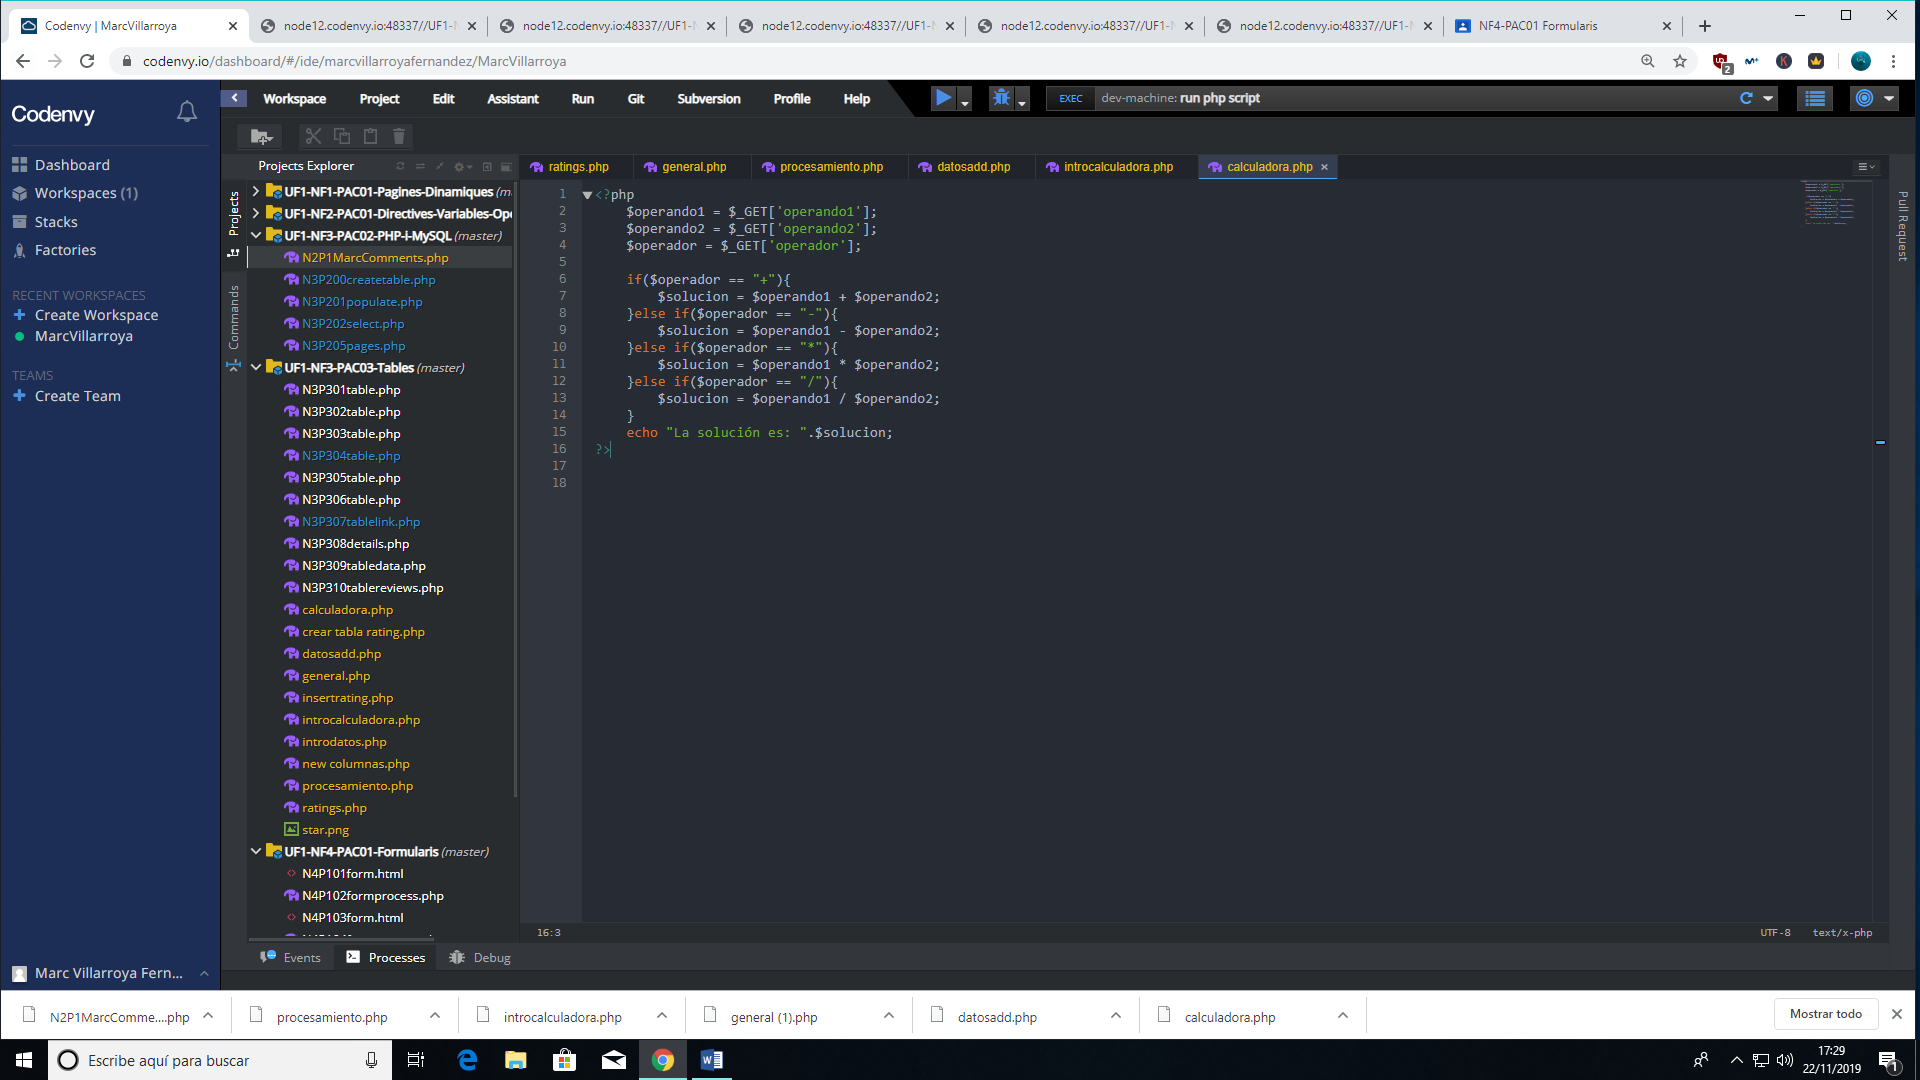 Codenvy | MarcVillarroya
node12.codenvy.io:48337//UF1-
node12.codenvy.io:48337//UF1-
node12.codenvy.io:48337//UF1-
node12.codenvy.io:48337//UF1-
node12.codenvy.io:48337//UF1-
NF4-PAC01 Formularis
codenvy.io/dashboard/#/ide/marcvillarroyafernandez/MarcVillarroya
2
K
Codenvy
Workspace Project Edit Assistant Run Git Subversion Profile Help
EXEC dev-machine: run php script
Dashboard
Workspaces (1)
Stacks
Factories
RECENT WORKSPACES
Create Workspace
MarcVillarroya
TEAMS
Create Team
Marc Villarroya Fern...
Projects
Commands
Projects Explorer
UF1-NF1-PAC01-Pagines-Dinamiques
UF1-NF2-PAC01-Directives-Variables-Ope
UF1-NF3-PAC02-PHP-i-MySQL (master)
N2P1MarcComments.php
N3P200createtable.php
N3P201populate.php
N3P202select.php
N3P205pages.php
UF1-NF3-PAC03-Tables (master)
N3P301table.php
N3P302table.php
N3P303table.php
N3P304table.php
N3P305table.php
N3P306table.php
N3P307tablelink.php
N3P308details.php
N3P309tabledata.php
N3P310tablereviews.php
calculadora.php
crear tabla rating.php
datosadd.php
general.php
insertrating.php
introcalculadora.php
introdatos.php
new columnas.php
procesamiento.php
ratings.php
star.png
UF1-NF4-PAC01-Formularis (master)
N4P101form.html
N4P102formprocess.php
N4P103form.html
ratings.php general.php procesamiento.php datosadd.php introcalculadora.php calculadora.php
1 <?php
2 $operando1 = $_GET['operando1'];
3 $operando2 = $_GET['operando2'];
4 $operador = $_GET['operador'];
5
6 if($operador == "+"){
7 $solucion = $operando1 + $operando2;
8 }else if($operador == "-"){
9 $solucion = $operando1 - $operando2;
10 }else if($operador == "*"){
11 $solucion = $operando1 * $operando2;
12 }else if($operador == "/"){
13 $solucion = $operando1 / $operando2;
14 }
15 echo "La solución es: ".$solucion;
16 ?>
17
18
Pull Request
16:3
UTF-8 text/x-php
Events Processes Debug
N2P1MarcComme....php
procesamiento.php
introcalculadora.php
general (1).php
datosadd.php
calculadora.php
Mostrar todo
Escribe aquí para buscar
17:29
22/11/2019
1